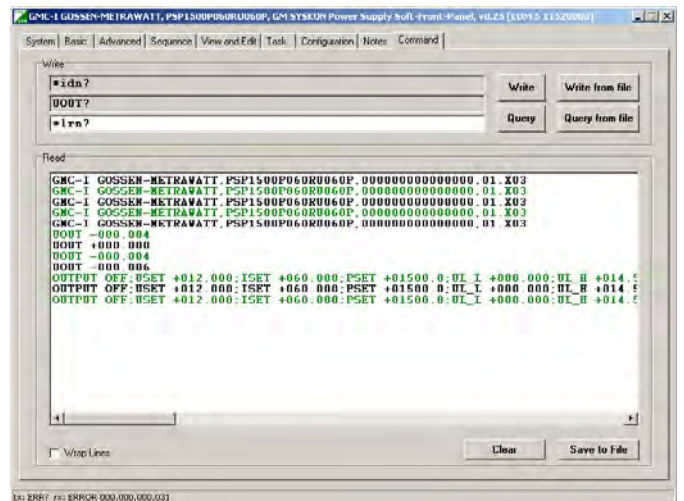 GMC-I GOSSEN-METRAWATT, PSP1500P060RU060P, GM SYSKON Power Supply Soft-Front-Panel, v0.25
System Basic Advanced Sequence View and Edit Task Configuration Notes Command
Write
*idn?
UOUT?
*lrn?
Write Write from file
Query Query from file
Read
GMC-I GOSSEN-METRAWATT,PSP1500P060RU060P,000000000000000,01.X03
GMC-I GOSSEN-METRAWATT,PSP1500P060RU060P,000000000000000,01.X03
GMC-I GOSSEN-METRAWATT,PSP1500P060RU060P,000000000000000,01.X03
GMC-I GOSSEN-METRAWATT,PSP1500P060RU060P,000000000000000,01.X03
GMC-I GOSSEN-METRAWATT,PSP1500P060RU060P,000000000000000,01.X03
UOUT -000.004
UOUT +000.000
UOUT -000.004
UOUT -000.006
OUTPUT OFF;USET +012.000;ISET +060.000;PSET +01500.0;UL_L +000.000;UL_H +014.5
OUTPUT OFF;USET +012.000;ISET +060.000;PSET +01500.0;UL_L +000.000;UL_H +014.5
OUTPUT OFF;USET +012.000;ISET +060.000;PSET +01500.0;UL_L +000.000;UL_H +014.5
Wrap Lines
Clear Save to File
tx: ERR? rx: ERROR 000,000,000,031